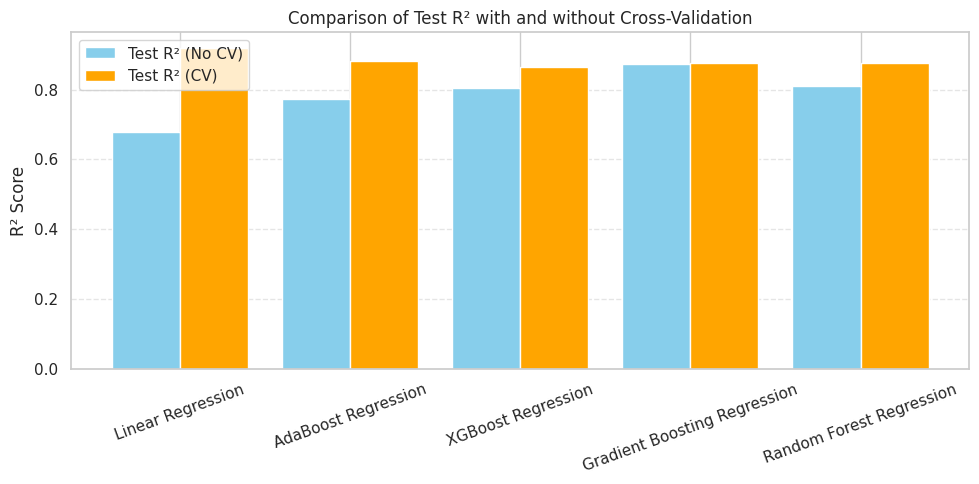 Comparison of Test R² with and without Cross-Validation
Test R² (No CV)
Test R² (CV)
R² Score
0.8
0.6
0.4
0.2
0.0
Linear Regression
AdaBoost Regression
XGBoost Regression
Gradient Boosting Regression
Random Forest Regression